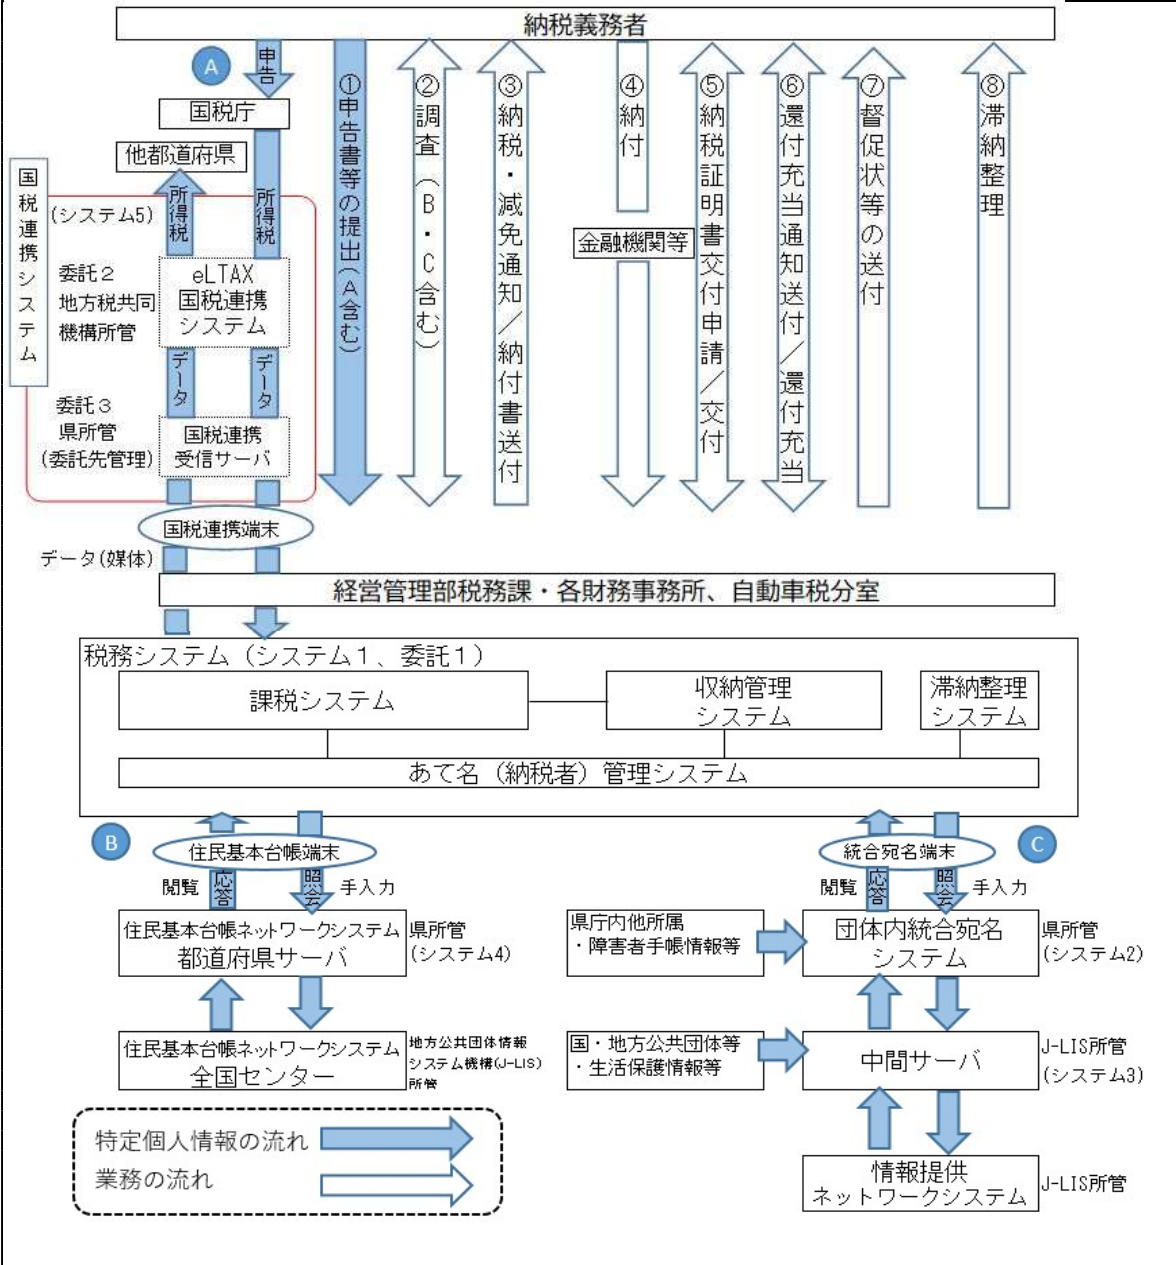 納税義務者
A
申告
国税庁
他都道府県
国税連携システム
(システム5)
所得税
所得税
委託２
地方税共同
機構所管
eLTAX
国税連携
システム
データ
データ
委託３
県所管
(委託先管理)
国税連携
受信サーバ
国税連携端末
データ(媒体)
①申告書等の提出(A含む)
②調査(B・C含む)
③納税・減免通知／納付書送付
④納付
金融機関等
⑤納税証明書交付申請／交付
⑥還付充当通知送付／還付充当
⑦督促状等の送付
⑧滞納整理
経営管理部税務課・各財務事務所、自動車税分室
税務システム（システム１、委託１）
課税システム
収納管理
システム
滞納整理
システム
あて名（納税者）管理システム
B
住民基本台帳端末
閲覧
応答
照会
手入力
住民基本台帳ネットワークシステム
都道府県サーバ
県所管
(システム4)
住民基本台帳ネットワークシステム
全国センター
地方公共団体情報
システム機構(J-LIS)
所管
C
統合宛名端末
閲覧
応答
照会
手入力
県庁内他所属
・障害者手帳情報等
団体内統合宛名
システム
県所管
(システム2)
国・地方公共団体等
・生活保護情報等
中間サーバ
J-LIS所管
(システム3)
情報提供
ネットワークシステム
J-LIS所管
特定個人情報の流れ
業務の流れ